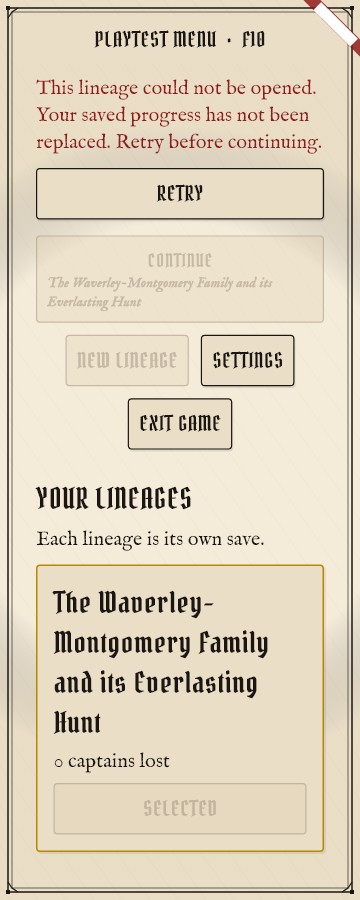 PLAYTEST MENU · F10
This lineage could not be opened.
Your saved progress has not been
replaced. Retry before continuing.
RETRY
CONTINUE
The Waverley-Montgomery Family and its
Everlasting Hunt
NEW LINEAGE
SETTINGS
EXIT GAME
YOUR LINEAGES
Each lineage is its own save.
The Waverley-
Montgomery Family
and its Everlasting
Hunt
0 captains lost
SELECTED